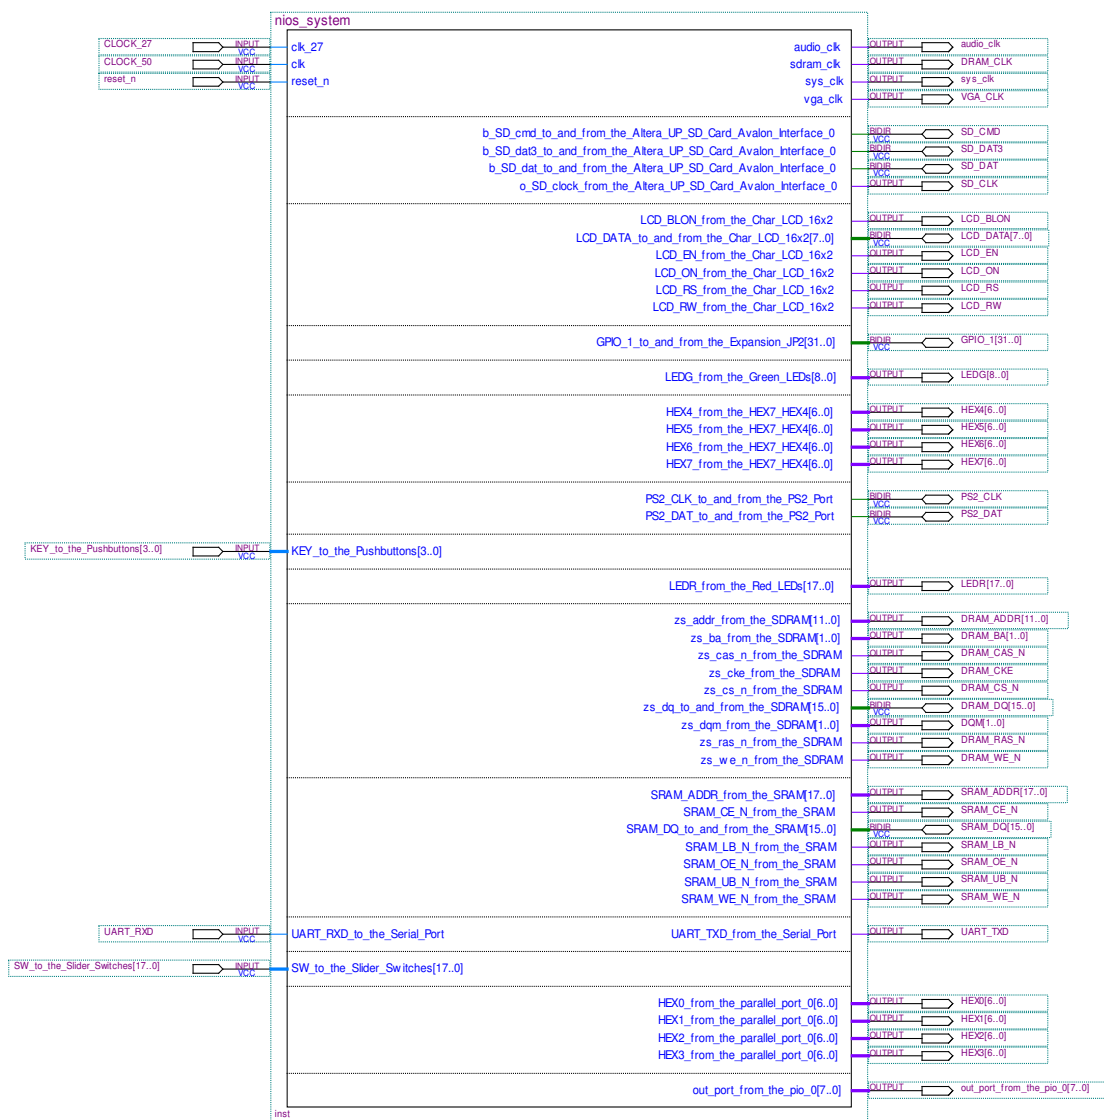 nios_system
CLOCK_27 INPUT VCC clk_27 audio_clk OUTPUT audio_clk
CLOCK_50 INPUT VCC clk sdram_clk OUTPUT DRAM_CLK
reset_n INPUT VCC reset_n sys_clk OUTPUT sys_clk
vga_clk OUTPUT VGA_CLK
b_SD_cmd_to_and_from_the_Altera_UP_SD_Card_Avalon_Interface_0 BIDIR VCC SD_CMD
b_SD_dat3_to_and_from_the_Altera_UP_SD_Card_Avalon_Interface_0 BIDIR VCC SD_DAT3
b_SD_dat_to_and_from_the_Altera_UP_SD_Card_Avalon_Interface_0 BIDIR VCC SD_DAT
o_SD_clock_from_the_Altera_UP_SD_Card_Avalon_Interface_0 OUTPUT SD_CLK
LCD_BLON_from_the_Char_LCD_16x2 OUTPUT LCD_BLON
LCD_DATA_to_and_from_the_Char_LCD_16x2[7..0] BIDIR VCC LCD_DATA[7..0]
LCD_EN_from_the_Char_LCD_16x2 OUTPUT LCD_EN
LCD_ON_from_the_Char_LCD_16x2 OUTPUT LCD_ON
LCD_RS_from_the_Char_LCD_16x2 OUTPUT LCD_RS
LCD_RW_from_the_Char_LCD_16x2 OUTPUT LCD_RW
GPIO_1_to_and_from_the_Expansion_JP2[31..0] BIDIR VCC GPIO_1[31..0]
LEDG_from_the_Green_LEDs[8..0] OUTPUT LEDG[8..0]
HEX4_from_the_HEX7_HEX4[6..0] OUTPUT HEX4[6..0]
HEX5_from_the_HEX7_HEX4[6..0] OUTPUT HEX5[6..0]
HEX6_from_the_HEX7_HEX4[6..0] OUTPUT HEX6[6..0]
HEX7_from_the_HEX7_HEX4[6..0] OUTPUT HEX7[6..0]
PS2_CLK_to_and_from_the_PS2_Port BIDIR VCC PS2_CLK
PS2_DAT_to_and_from_the_PS2_Port BIDIR VCC PS2_DAT
KEY_to_the_Pushbuttons[3..0] INPUT VCC KEY_to_the_Pushbuttons[3..0]
LEDR_from_the_Red_LEDs[17..0] OUTPUT LEDR[17..0]
zs_addr_from_the_SDRAM[11..0] OUTPUT DRAM_ADDR[11..0]
zs_ba_from_the_SDRAM[1..0] OUTPUT DRAM_BA[1..0]
zs_cas_n_from_the_SDRAM OUTPUT DRAM_CAS_N
zs_cke_from_the_SDRAM OUTPUT DRAM_CKE
zs_cs_n_from_the_SDRAM OUTPUT DRAM_CS_N
zs_dq_to_and_from_the_SDRAM[15..0] BIDIR VCC DRAM_DQ[15..0]
zs_dqm_from_the_SDRAM[1..0] OUTPUT DQM[1..0]
zs_ras_n_from_the_SDRAM OUTPUT DRAM_RAS_N
zs_we_n_from_the_SDRAM OUTPUT DRAM_WE_N
SRAM_ADDR_from_the_SRAM[17..0] OUTPUT SRAM_ADDR[17..0]
SRAM_CE_N_from_the_SRAM OUTPUT SRAM_CE_N
SRAM_DQ_to_and_from_the_SRAM[15..0] BIDIR VCC SRAM_DQ[15..0]
SRAM_LB_N_from_the_SRAM OUTPUT SRAM_LB_N
SRAM_OE_N_from_the_SRAM OUTPUT SRAM_OE_N
SRAM_UB_N_from_the_SRAM OUTPUT SRAM_UB_N
SRAM_WE_N_from_the_SRAM OUTPUT SRAM_WE_N
UART_RXD INPUT VCC UART_RXD_to_the_Serial_Port UART_TXD_from_the_Serial_Port OUTPUT UART_TXD
SW_to_the_Slider_Switches[17..0] INPUT VCC SW_to_the_Slider_Switches[17..0]
HEX0_from_the_parallel_port_0[6..0] OUTPUT HEX0[6..0]
HEX1_from_the_parallel_port_0[6..0] OUTPUT HEX1[6..0]
HEX2_from_the_parallel_port_0[6..0] OUTPUT HEX2[6..0]
HEX3_from_the_parallel_port_0[6..0] OUTPUT HEX3[6..0]
out_port_from_the_pio_0[7..0] OUTPUT out_port_from_the_pio_0[7..0]
inst